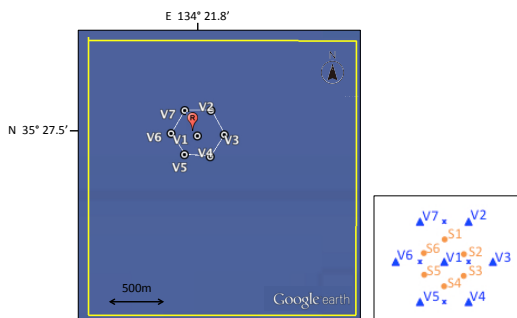 E 134° 21.8'
N
V7 V2
R
N 35° 27.5'
V6 V1 V3
V4
V5
500m
Google earth
V7 V2
S1
S6 S2
V6 V1 V3
S5 S3
S4
V5 V4